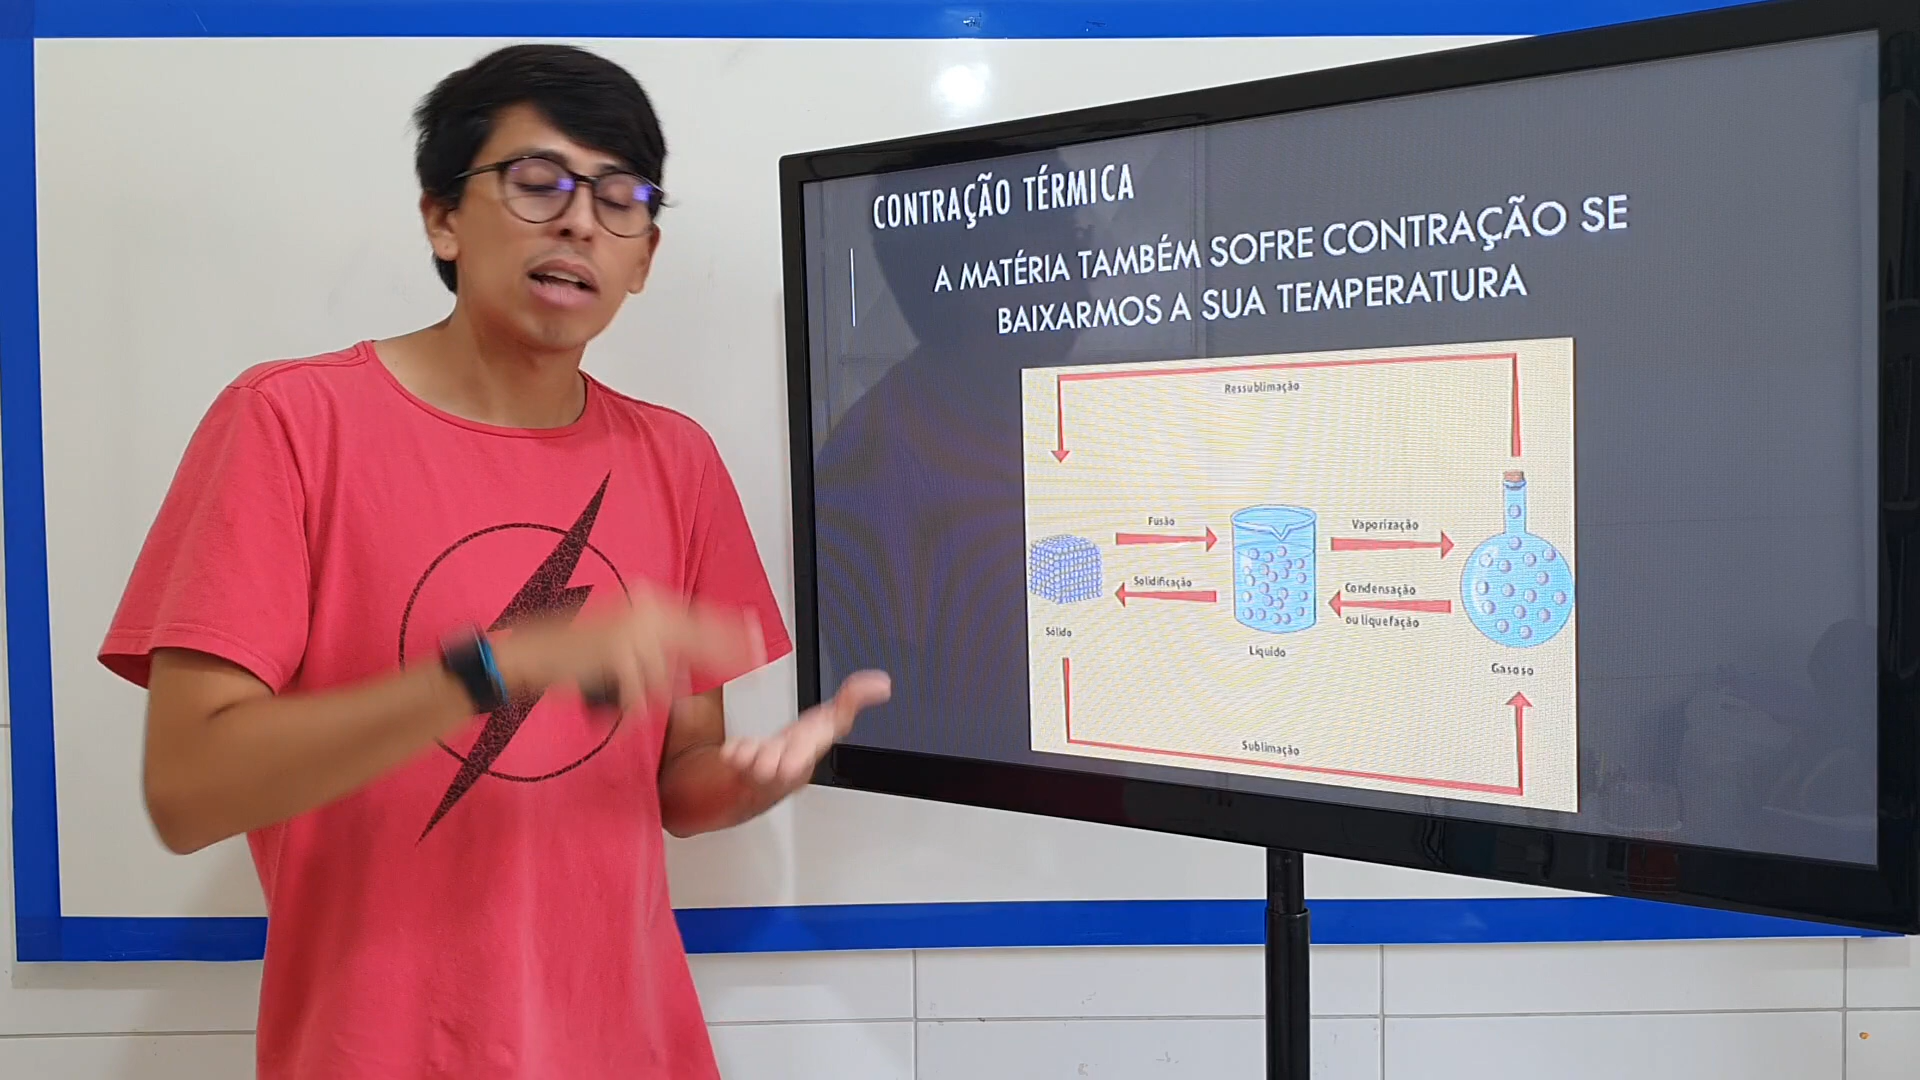 CONTRAÇÃO TÉRMICA
A MATÉRIA TAMBÉM SOFRE CONTRAÇÃO SE
BAIXARMOS A SUA TEMPERATURA
Ressublimação
Fusão
Vaporização
Solidificação
Condensação
ou liquefação
Sólido
Líquido
Gasoso
Sublimação